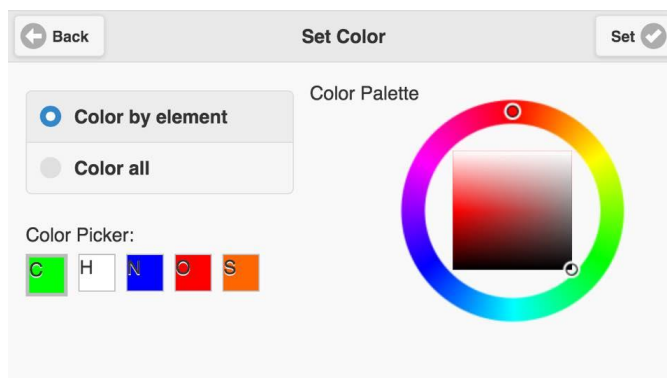 Back
Set Color
Set
Color by element
Color all
Color Palette
Color Picker:
C H N O S